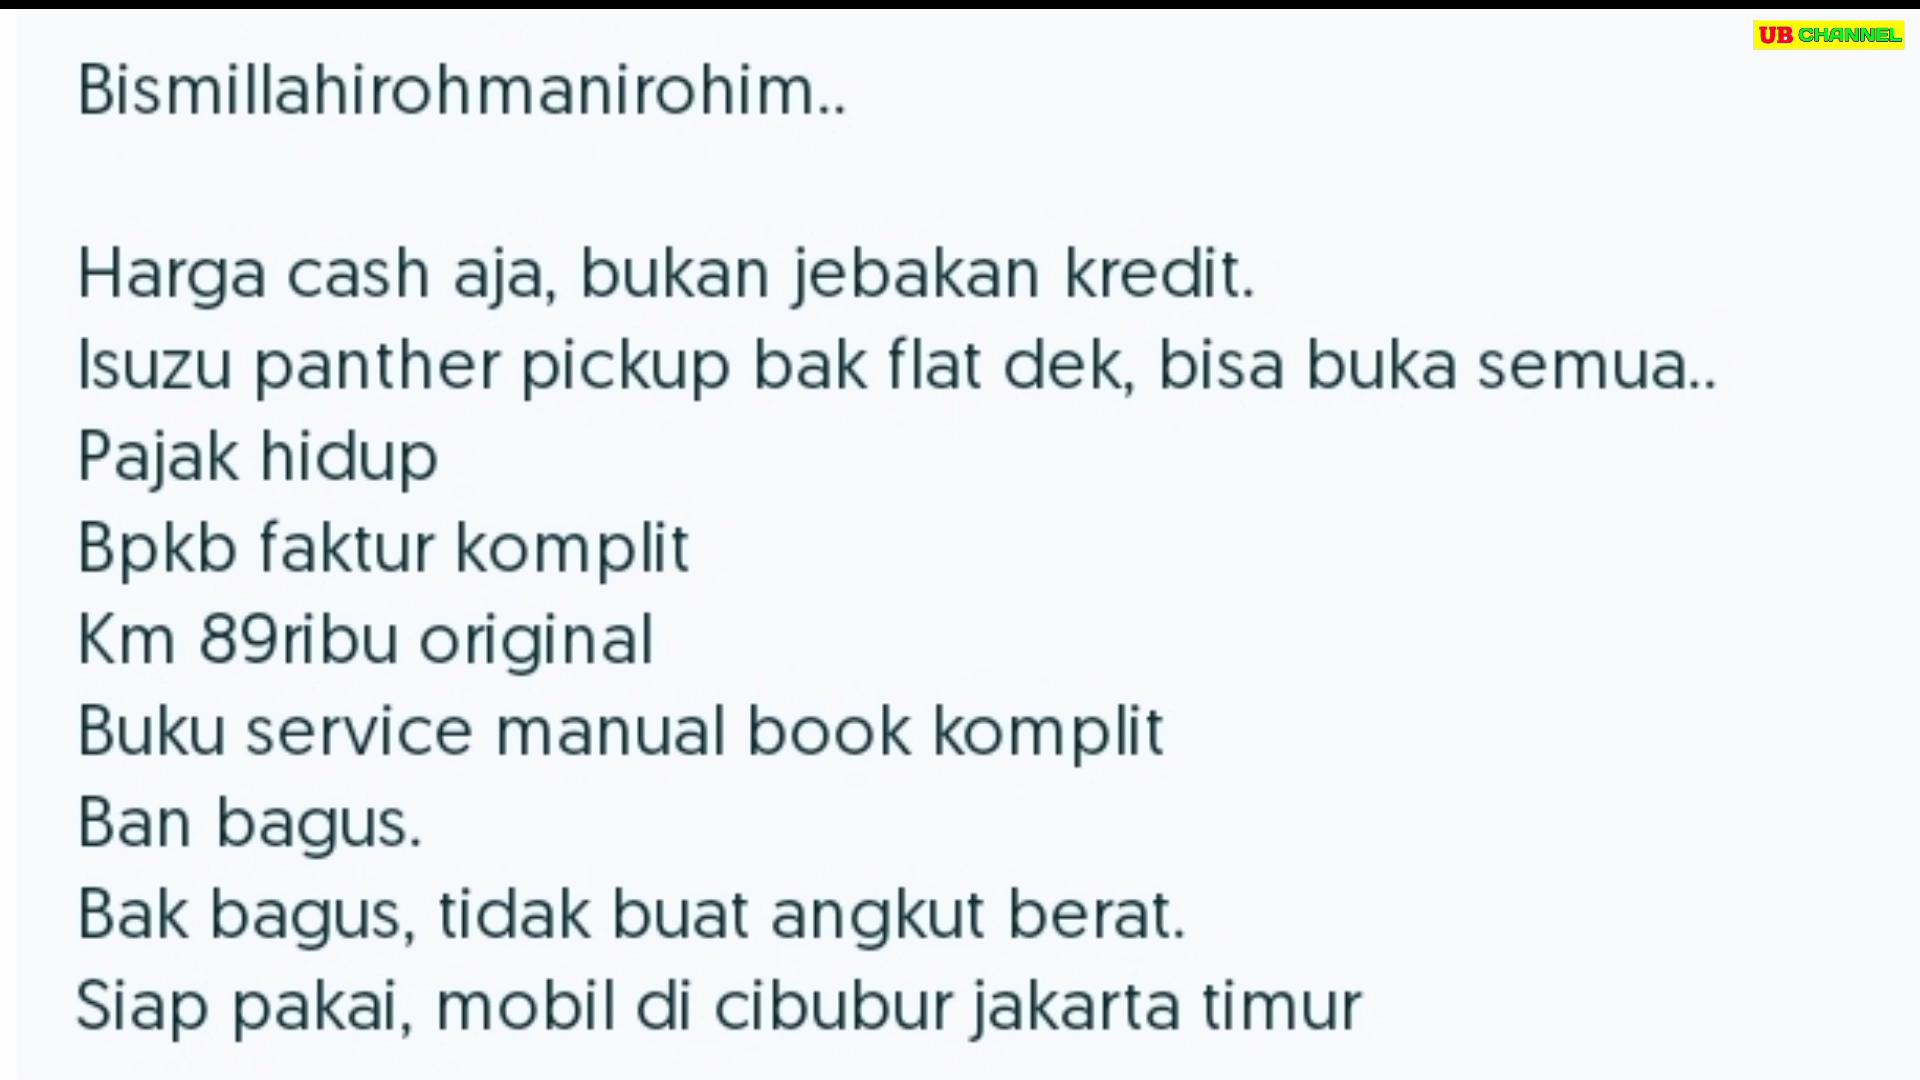 UB CHANNEL
Bismillahirohmanirohim..
Harga cash aja, bukan jebakan kredit.
Isuzu panther pickup bak flat dek, bisa buka semua..
Pajak hidup
Bpkb faktur komplit
Km 89ribu original
Buku service manual book komplit
Ban bagus.
Bak bagus, tidak buat angkut berat.
Siap pakai, mobil di cibubur jakarta timur